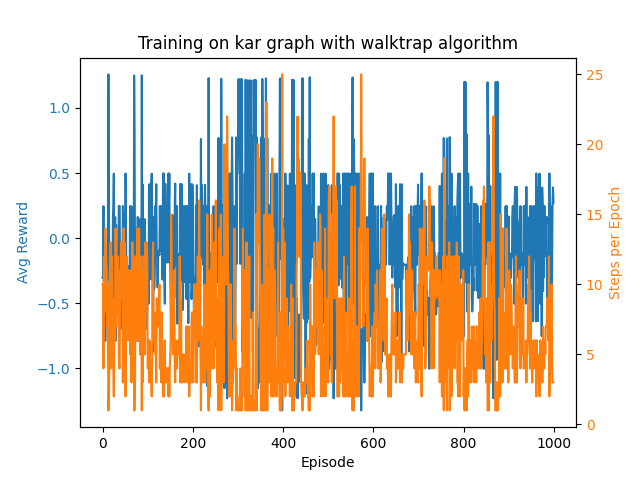 Training on kar graph with walktrap algorithm
Avg Reward
1.0
0.5
0.0
−0.5
−1.0
25
20
15
10
5
0
Steps per Epoch
0 200 400 600 800 1000
Episode